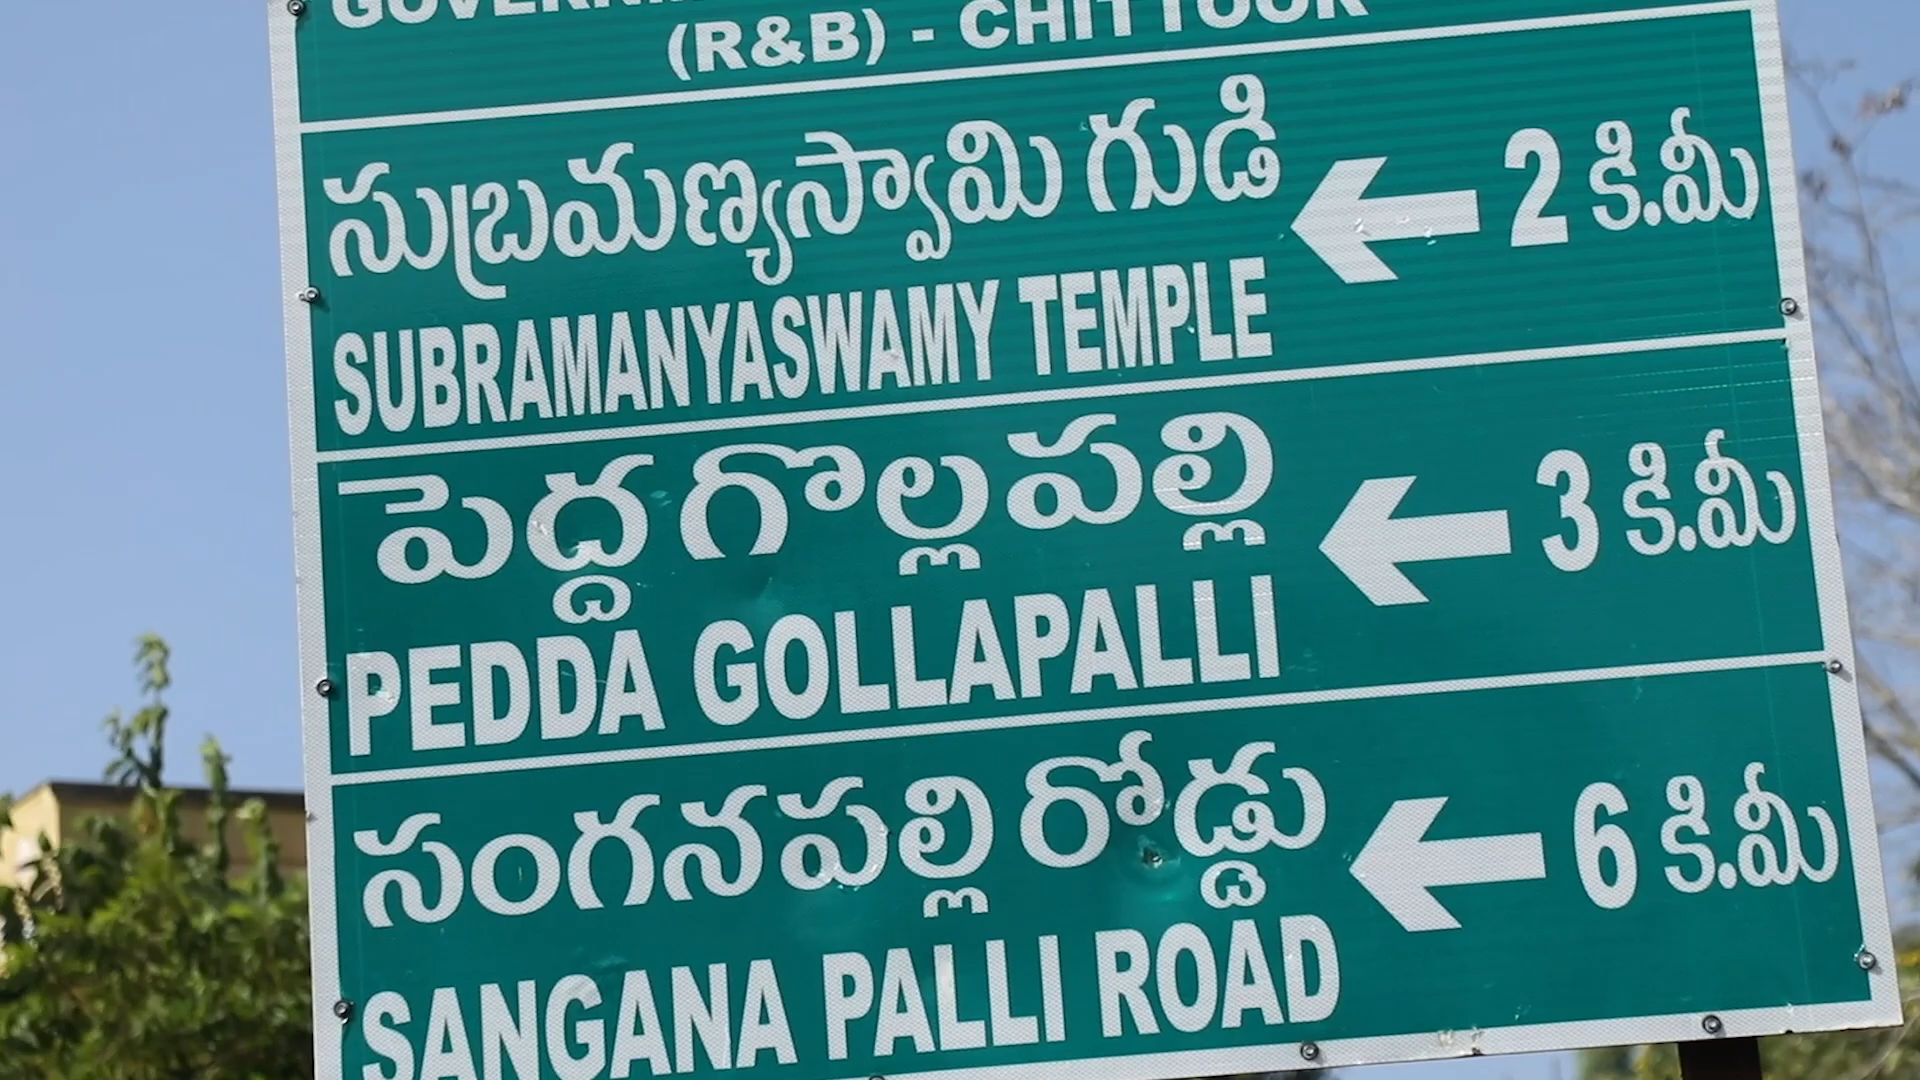 (R&B) - CHITTOOR
సుబ్రమణ్యస్వామి గుడి ← 2 కి.మీ
SUBRAMANYASWAMY TEMPLE
పెద్ద గొల్లపల్లి ← 3 కి.మీ
PEDDA GOLLAPALLI
సంగనపల్లి రోడ్డు ← 6 కి.మీ
SANGANA PALLI ROAD